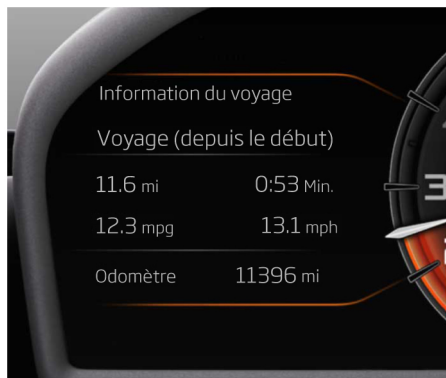 Information du voyage
Voyage (depuis le début)
11.6 mi 0:53 Min.
12.3 mpg 13.1 mph
Odomètre 11396 mi
3